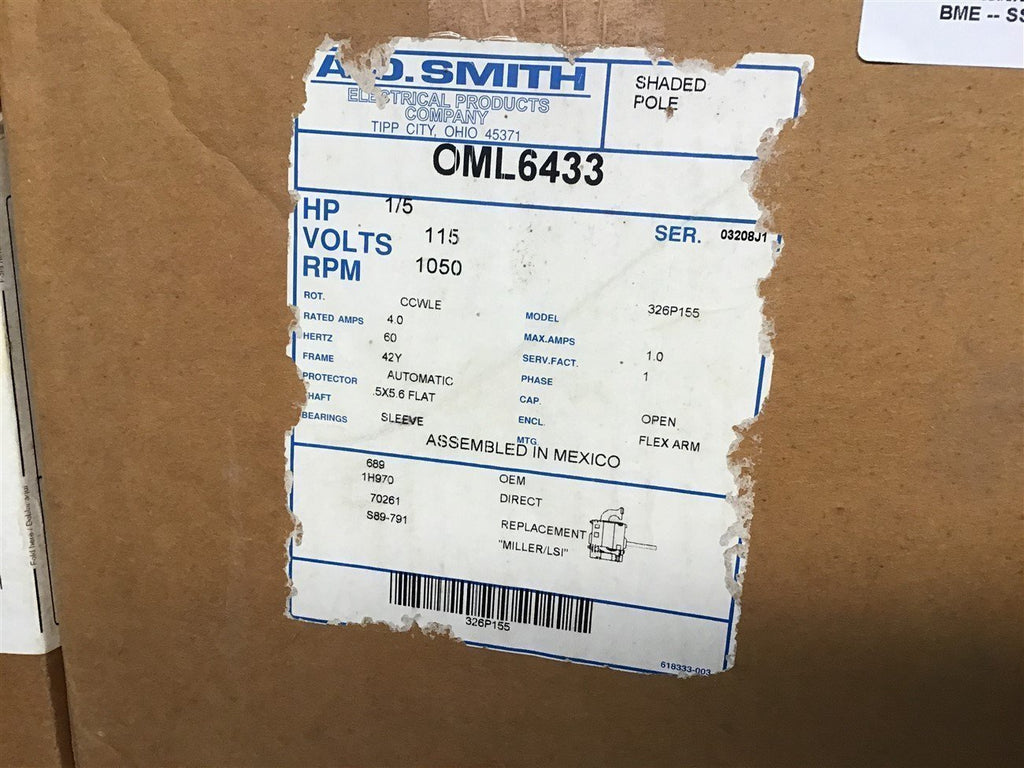 BME -- SS
A.O. SMITH
ELECTRICAL PRODUCTS
COMPANY
TIPP CITY, OHIO 45371
SHADED
POLE
OML6433
HP 1/5
VOLTS 115
RPM 1050
SER. 03208J1
ROT. CCWLE
RATED AMPS 4.0
HERTZ 60
FRAME 42Y
PROTECTOR AUTOMATIC
HAFT .5X5.6 FLAT
BEARINGS SLEEVE
MODEL 326P155
MAX.AMPS
SERV.FACT. 1.0
PHASE 1
CAP.
ENCL. OPEN
MTG. FLEX ARM
ASSEMBLED IN MEXICO
689
1H970
70261
S89-791
OEM
DIRECT
REPLACEMENT
"MILLER/LSI"
326P155
618333-003